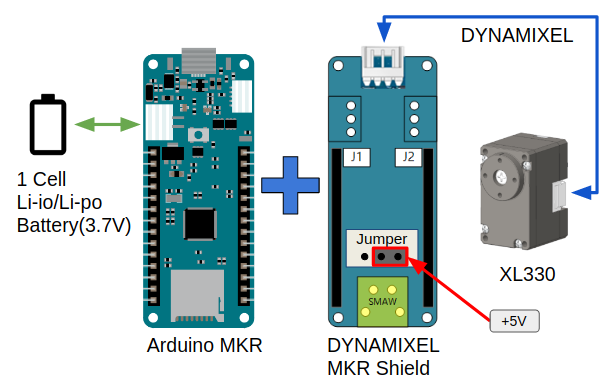 DYNAMIXEL
J1
J2
1 Cell
Li-io/Li-po
Battery(3.7V)
Jumper
XL330
SMAW
+5V
Arduino MKR
DYNAMIXEL
MKR Shield